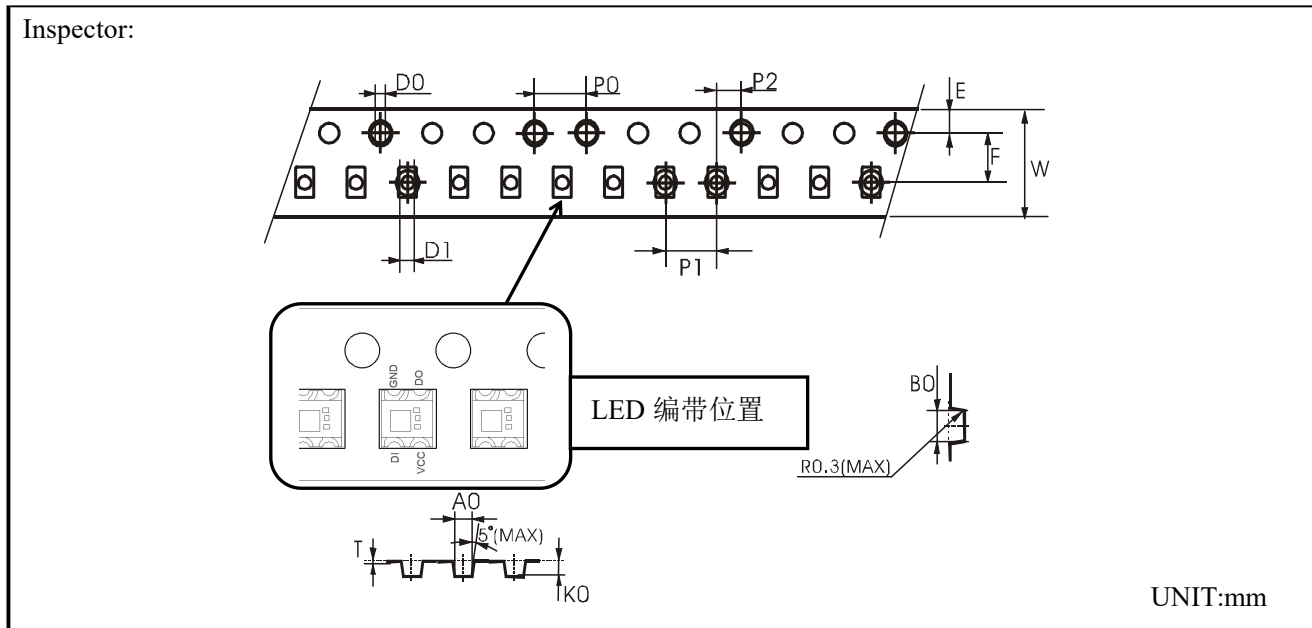 Inspector:
D0
P0
P2
E
F
W
D1
P1
GND
DO
DI
VCC
LED 编带位置
B0
R0.3(MAX)
A0
5°(MAX)
T
K0
UNIT:mm